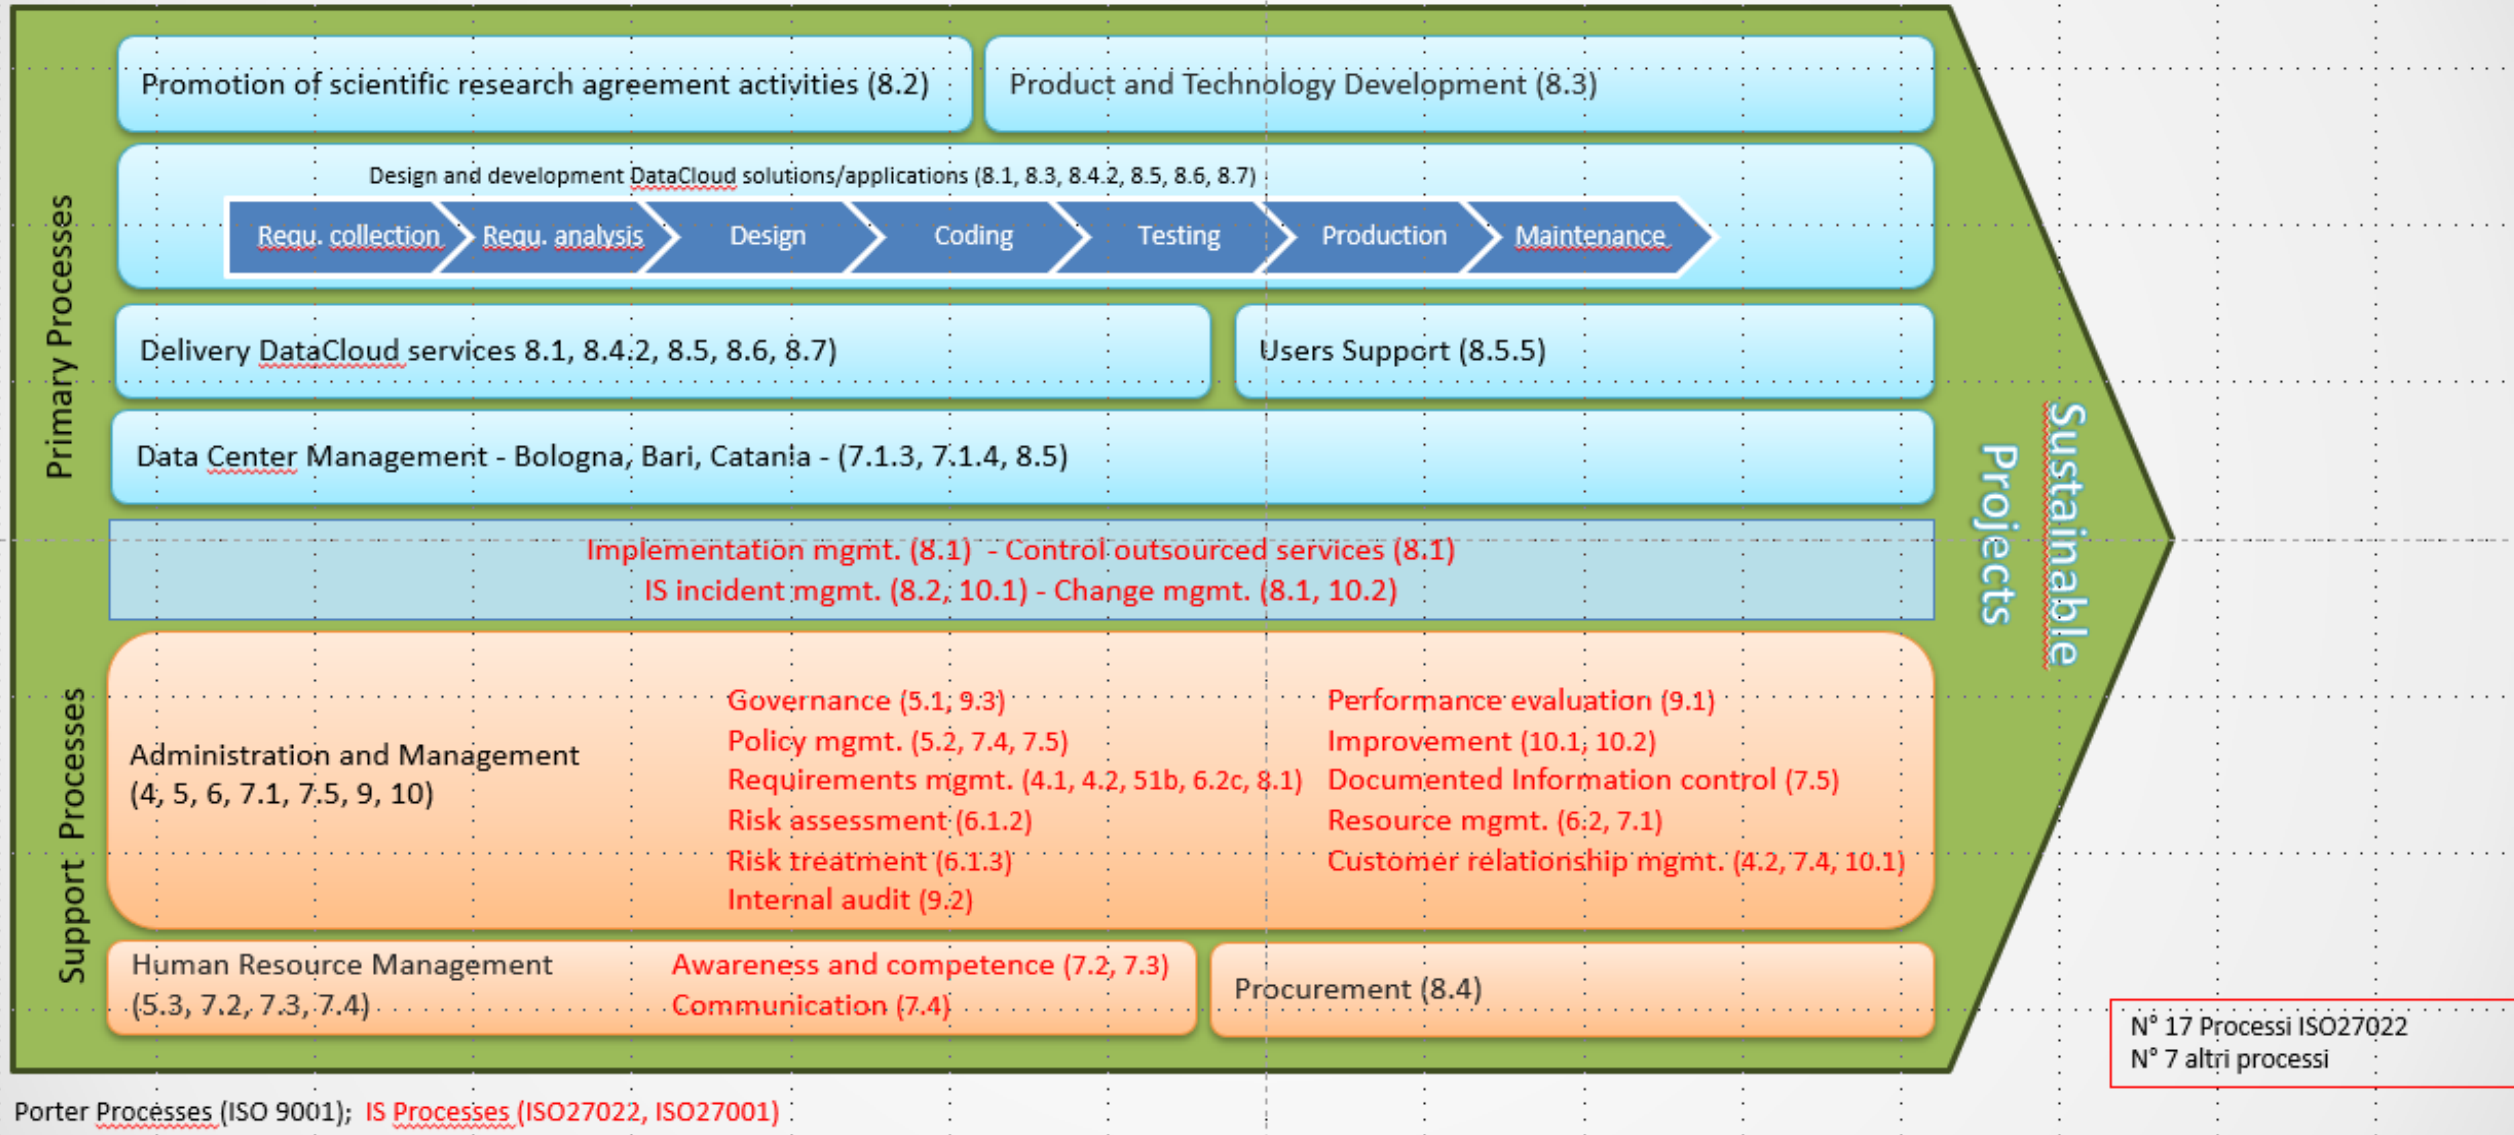 Promotion of scientific research agreement activities (8.2)
Product and Technology Development (8.3)
Primary Processes
Design and development DataCloud solutions/applications (8.1, 8.3, 8.4.2, 8.5, 8.6, 8.7)
Requ. collection
Requ. analysis
Design
Coding
Testing
Production
Maintenance
Delivery DataCloud services 8.1, 8.4.2, 8.5, 8.6, 8.7)
Users Support (8.5.5)
Data Center Management - Bologna, Bari, Catania - (7.1.3, 7.1.4, 8.5)
Implementation mgmt. (8.1) - Control outsourced services (8.1)
IS incident mgmt. (8.2, 10.1) - Change mgmt. (8.1, 10.2)
Sustainable
Projects
Support Processes
Administration and Management
(4, 5, 6, 7.1, 7.5, 9, 10)
Governance (5.1, 9.3)
Policy mgmt. (5.2, 7.4, 7.5)
Requirements mgmt. (4.1, 4.2, 51b, 6.2c, 8.1)
Risk assessment (6.1.2)
Risk treatment (6.1.3)
Internal audit (9.2)
Performance evaluation (9.1)
Improvement (10.1, 10.2)
Documented Information control (7.5)
Resource mgmt. (6.2, 7.1)
Customer relationship mgmt. (4.2, 7.4, 10.1)
Human Resource Management
(5.3, 7.2, 7.3, 7.4)
Awareness and competence (7.2, 7.3)
Communication (7.4)
Procurement (8.4)
N° 17 Processi ISO27022
N° 7 altri processi
Porter Processes (ISO 9001); IS Processes (ISO27022, ISO27001)